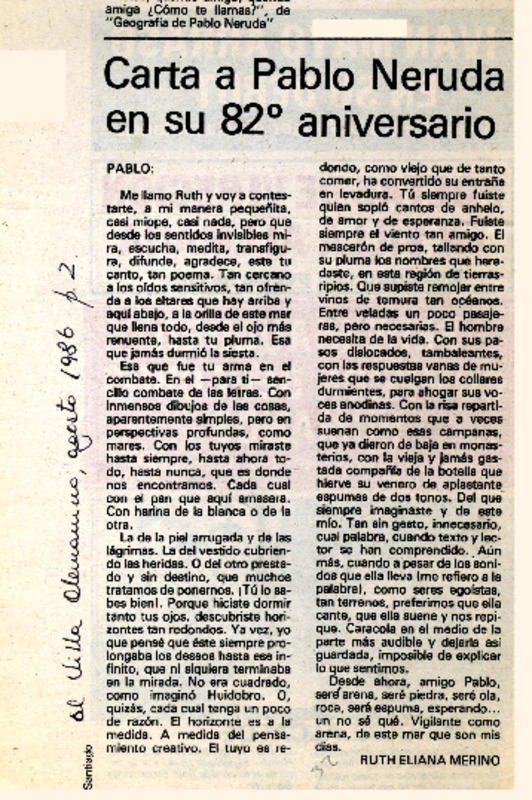 amiga ¿Cómo te llamas?", de
"Geografía de Pablo Neruda"
Carta a Pablo Neruda
en su 82º aniversario
PABLO:
Me llamo Ruth y voy a contes-
tarte, a mi manera pequeñita,
casi miope, casi nada, pero que
desde los sentidos invisibles mi-
ra, escucha, medita, transfigu-
ra, difunde, agradece, este tu
canto, tan poema. Tan cercano
a los oídos sensitivos, tan ofren-
da a los altares que hay arriba y
aquí abajo, a la orilla de este mar
que llena todo, desde el ojo más
renuente, hasta tu pluma. Esa
que jamás durmió la siesta.
Esa que fue tu arma en el
combate. En el —para ti— sen-
cillo combate de las letras. Con
inmensos dibujos de las cosas,
aparentemente simples, pero en
perspectivas profundas, como
mares. Con los tuyos miraste
hasta siempre, hasta ahora to-
do, hasta nunca, que es donde
nos encontramos. Cada cual
con el pan que aquí amasara.
Con harina de la blanca o de la
otra.
La de la piel arrugada y de las
lágrimas. La del vestido cubrien-
do las heridas. O del otro presta-
do y sin destino, que muchos
tratamos de ponernos. ¡Tú lo sa-
bes bien!. Porque hiciste dormir
tanto tus ojos, descubriste hori-
zontes tan redondos. Ya vez, yo
que pensé que éste siempre pro-
longaba los deseos hasta ese in-
finito, que ni siquiera terminaba
en la mirada. No era cuadrado,
como imaginó Huidobro. O,
quizás, cada cual tenga un poco
de razón. El horizonte es a la
medida. A medida del pensa-
miento creativo. El tuyo es re-
dondo, como viejo que de tanto
comer, ha convertido su entraña
en levadura. Tú siempre fuiste
quien sopló cantos de anhelo,
de amor y de esperanza. Fuiste
siempre el viento tan amigo. El
mascarón de proa, tallando con
su pluma los nombres que here-
daste, en esta región de tierras-
ripios. Que supiste remojar entre
vinos de ternura tan océanos.
Entre veladas un poco pasaje-
ras, pero necesarias. El hombre
necesita de la vida. Con sus pa-
sos dislocados, tambaleantes,
con las respuestas vanas de mu-
jeres que se cuelgan los collares
durmientes, para ahogar sus vo-
ces anodinas. Con la risa reparti-
da de momentos que a veces
suenan como esas campanas,
que ya dieron de baja en monas-
terios, con la vieja y jamás gas-
tada compañía de la botella que
hierve su venero de aplastante
espumas de dos tonos. Del que
siempre imaginaste y de este
mío. Tan sin gesto, innecesario,
cual palabra, cuando texto y lec-
tor se han comprendido. Aún
más, cuando a pesar de los soni-
dos que ella lleva (me refiero a la
palabra), como seres egoístas,
tan terrenos, preferimos que ella
cante, que ella suene y nos repi-
que. Caracola en el medio de la
parte más audible y dejarla así
guardada, imposible de explicar
lo que sentimos.
Desde ahora, amigo Pablo,
seré arena, seré piedra, seré ola,
roca, seré espuma, esperando...
un no sé qué. Vigilante como
arena, de este mar que son mis
días.
RUTH ELIANA MERINO
El Villa Alemanino, agosto 1986 p. 2
Santiago